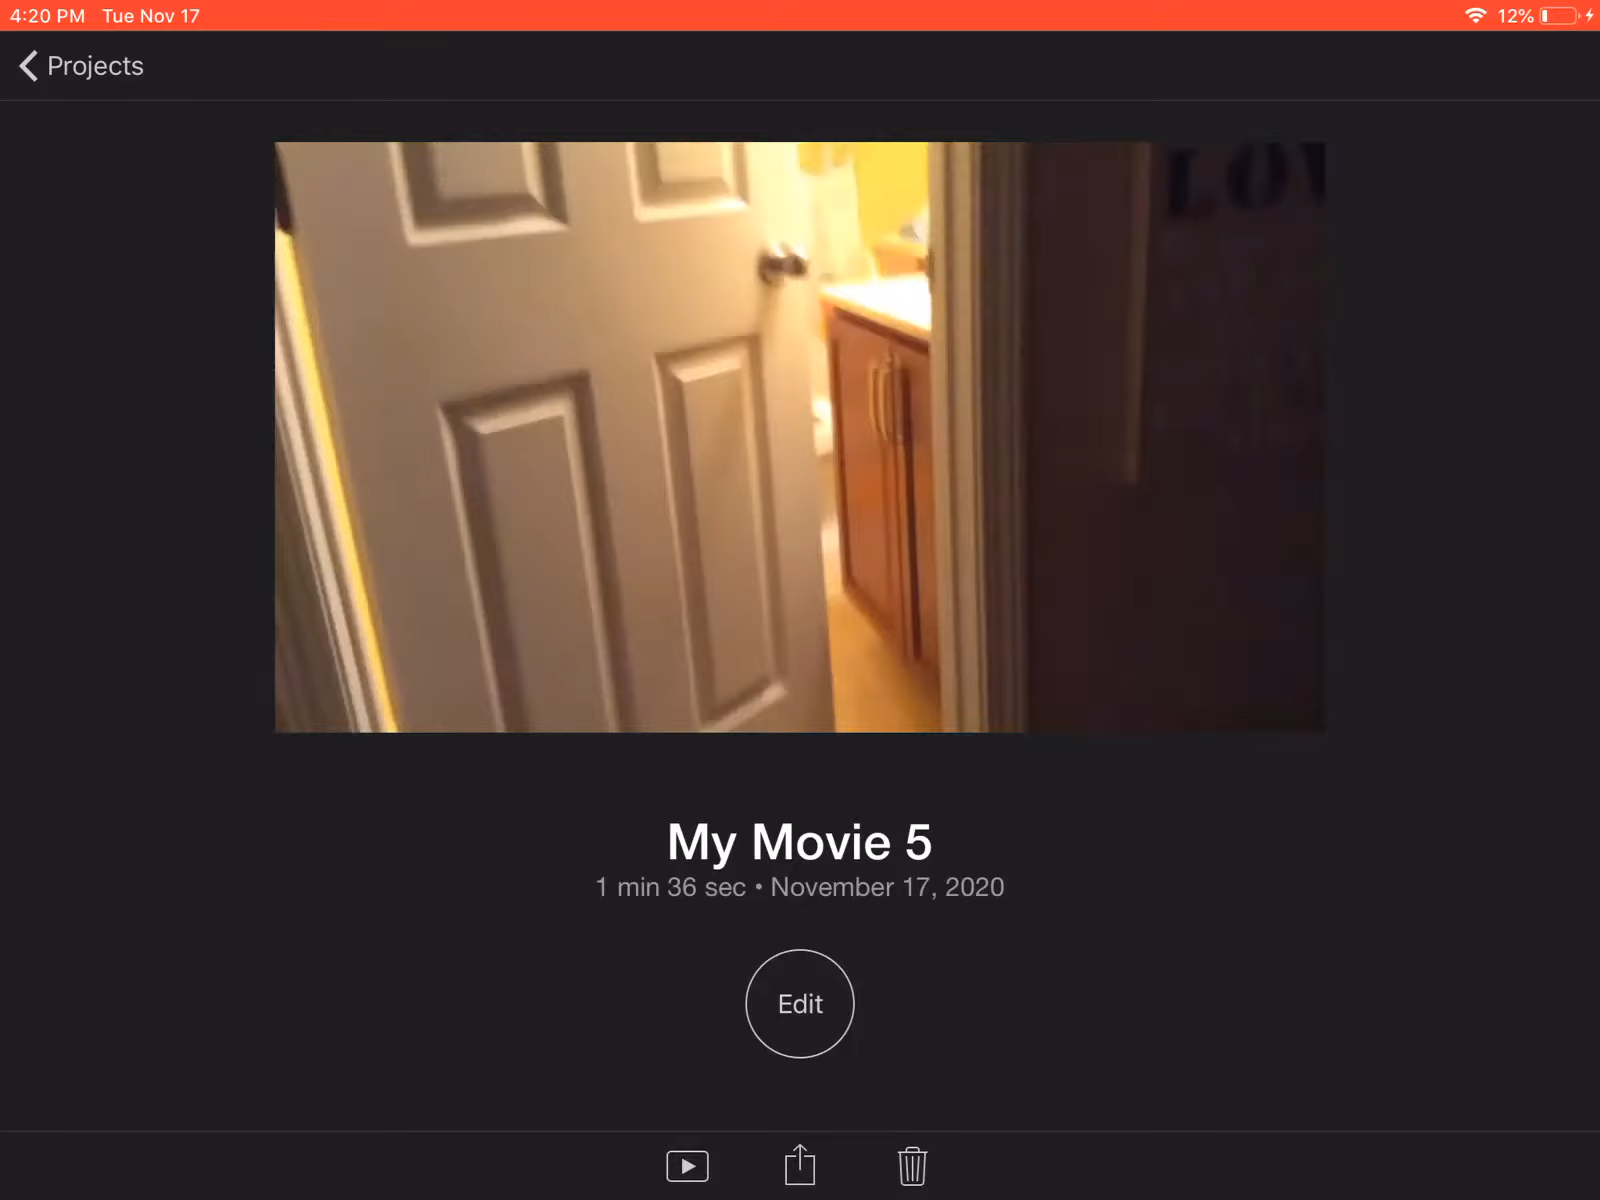 4:20 PM Tue Nov 17 12%
Projects
My Movie 5
1 min 36 sec • November 17, 2020
Edit